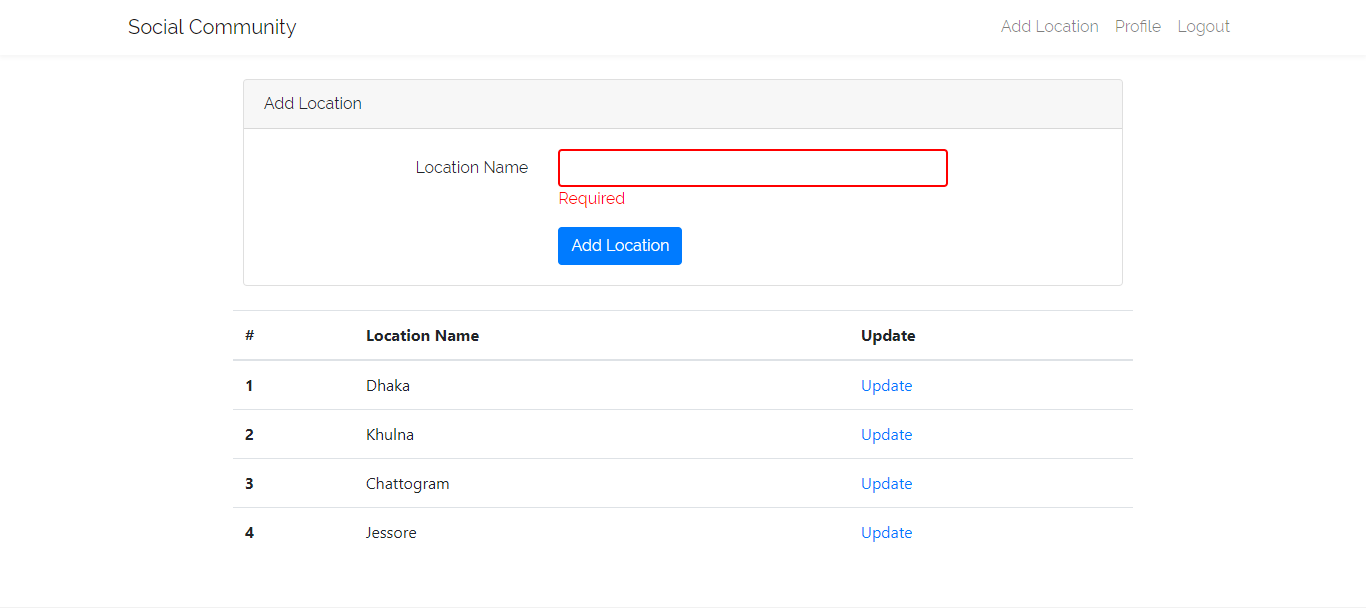 Social Community Add Location Profile Logout
Add Location
Location Name
Required
Add Location
# Location Name Update
1 Dhaka Update
2 Khulna Update
3 Chattogram Update
4 Jessore Update